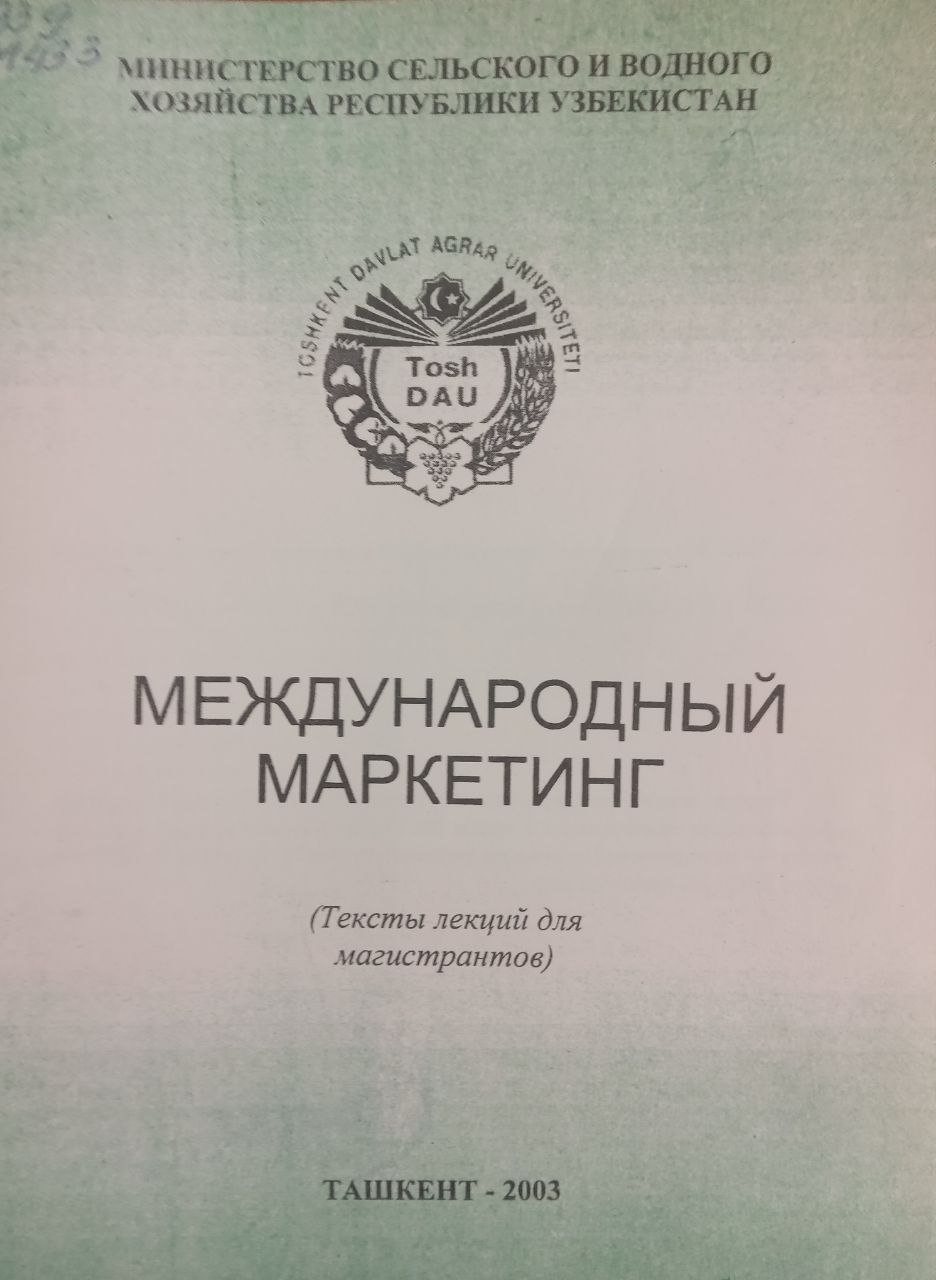 МИНИСТЕРСТВО СЕЛЬСКОГО И ВОДНОГО
ХОЗЯЙСТВА РЕСПУБЛИКИ УЗБЕКИСТАН
TOSHKENT DAVLAT AGRAR UNIVERSITETI
Tosh
DAU
МЕЖДУНАРОДНЫЙ
МАРКЕТИНГ
(Тексты лекций для
магистрантов)
ТАШКЕНТ - 2003